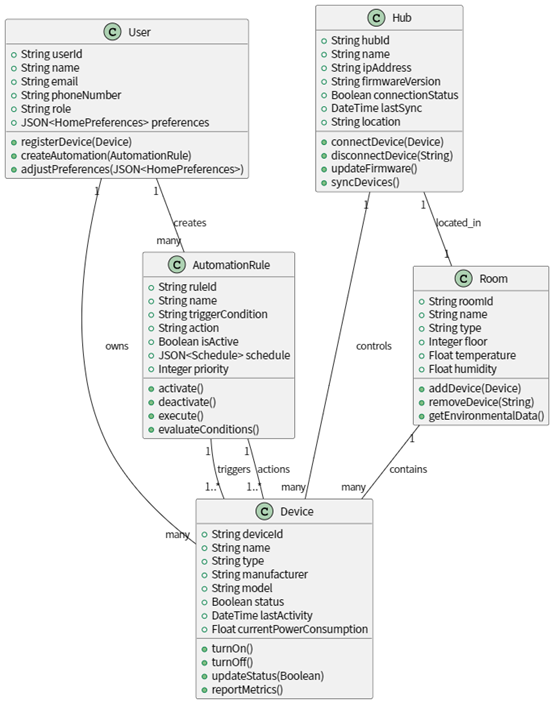 C User
String userId
String name
String email
String phoneNumber
String role
JSON<HomePreferences> preferences
registerDevice(Device)
createAutomation(AutomationRule)
adjustPreferences(JSON<HomePreferences>)
C Hub
String hubId
String name
String ipAddress
String firmwareVersion
Boolean connectionStatus
DateTime lastSync
String location
connectDevice(Device)
disconnectDevice(String)
updateFirmware()
syncDevices()
1
1
creates
many
1
1
located_in
1
C AutomationRule
String ruleId
String name
String triggerCondition
String action
Boolean isActive
JSON<Schedule> schedule
Integer priority
activate()
deactivate()
execute()
evaluateConditions()
C Room
String roomId
String name
String type
Integer floor
Float temperature
Float humidity
addDevice(Device)
removeDevice(String)
getEnvironmentalData()
owns
controls
1
1
1
triggers
actions
contains
1..*
1..*
many
many
many
C Device
String deviceId
String name
String type
String manufacturer
String model
Boolean status
DateTime lastActivity
Float currentPowerConsumption
turnOn()
turnOff()
updateStatus(Boolean)
reportMetrics()